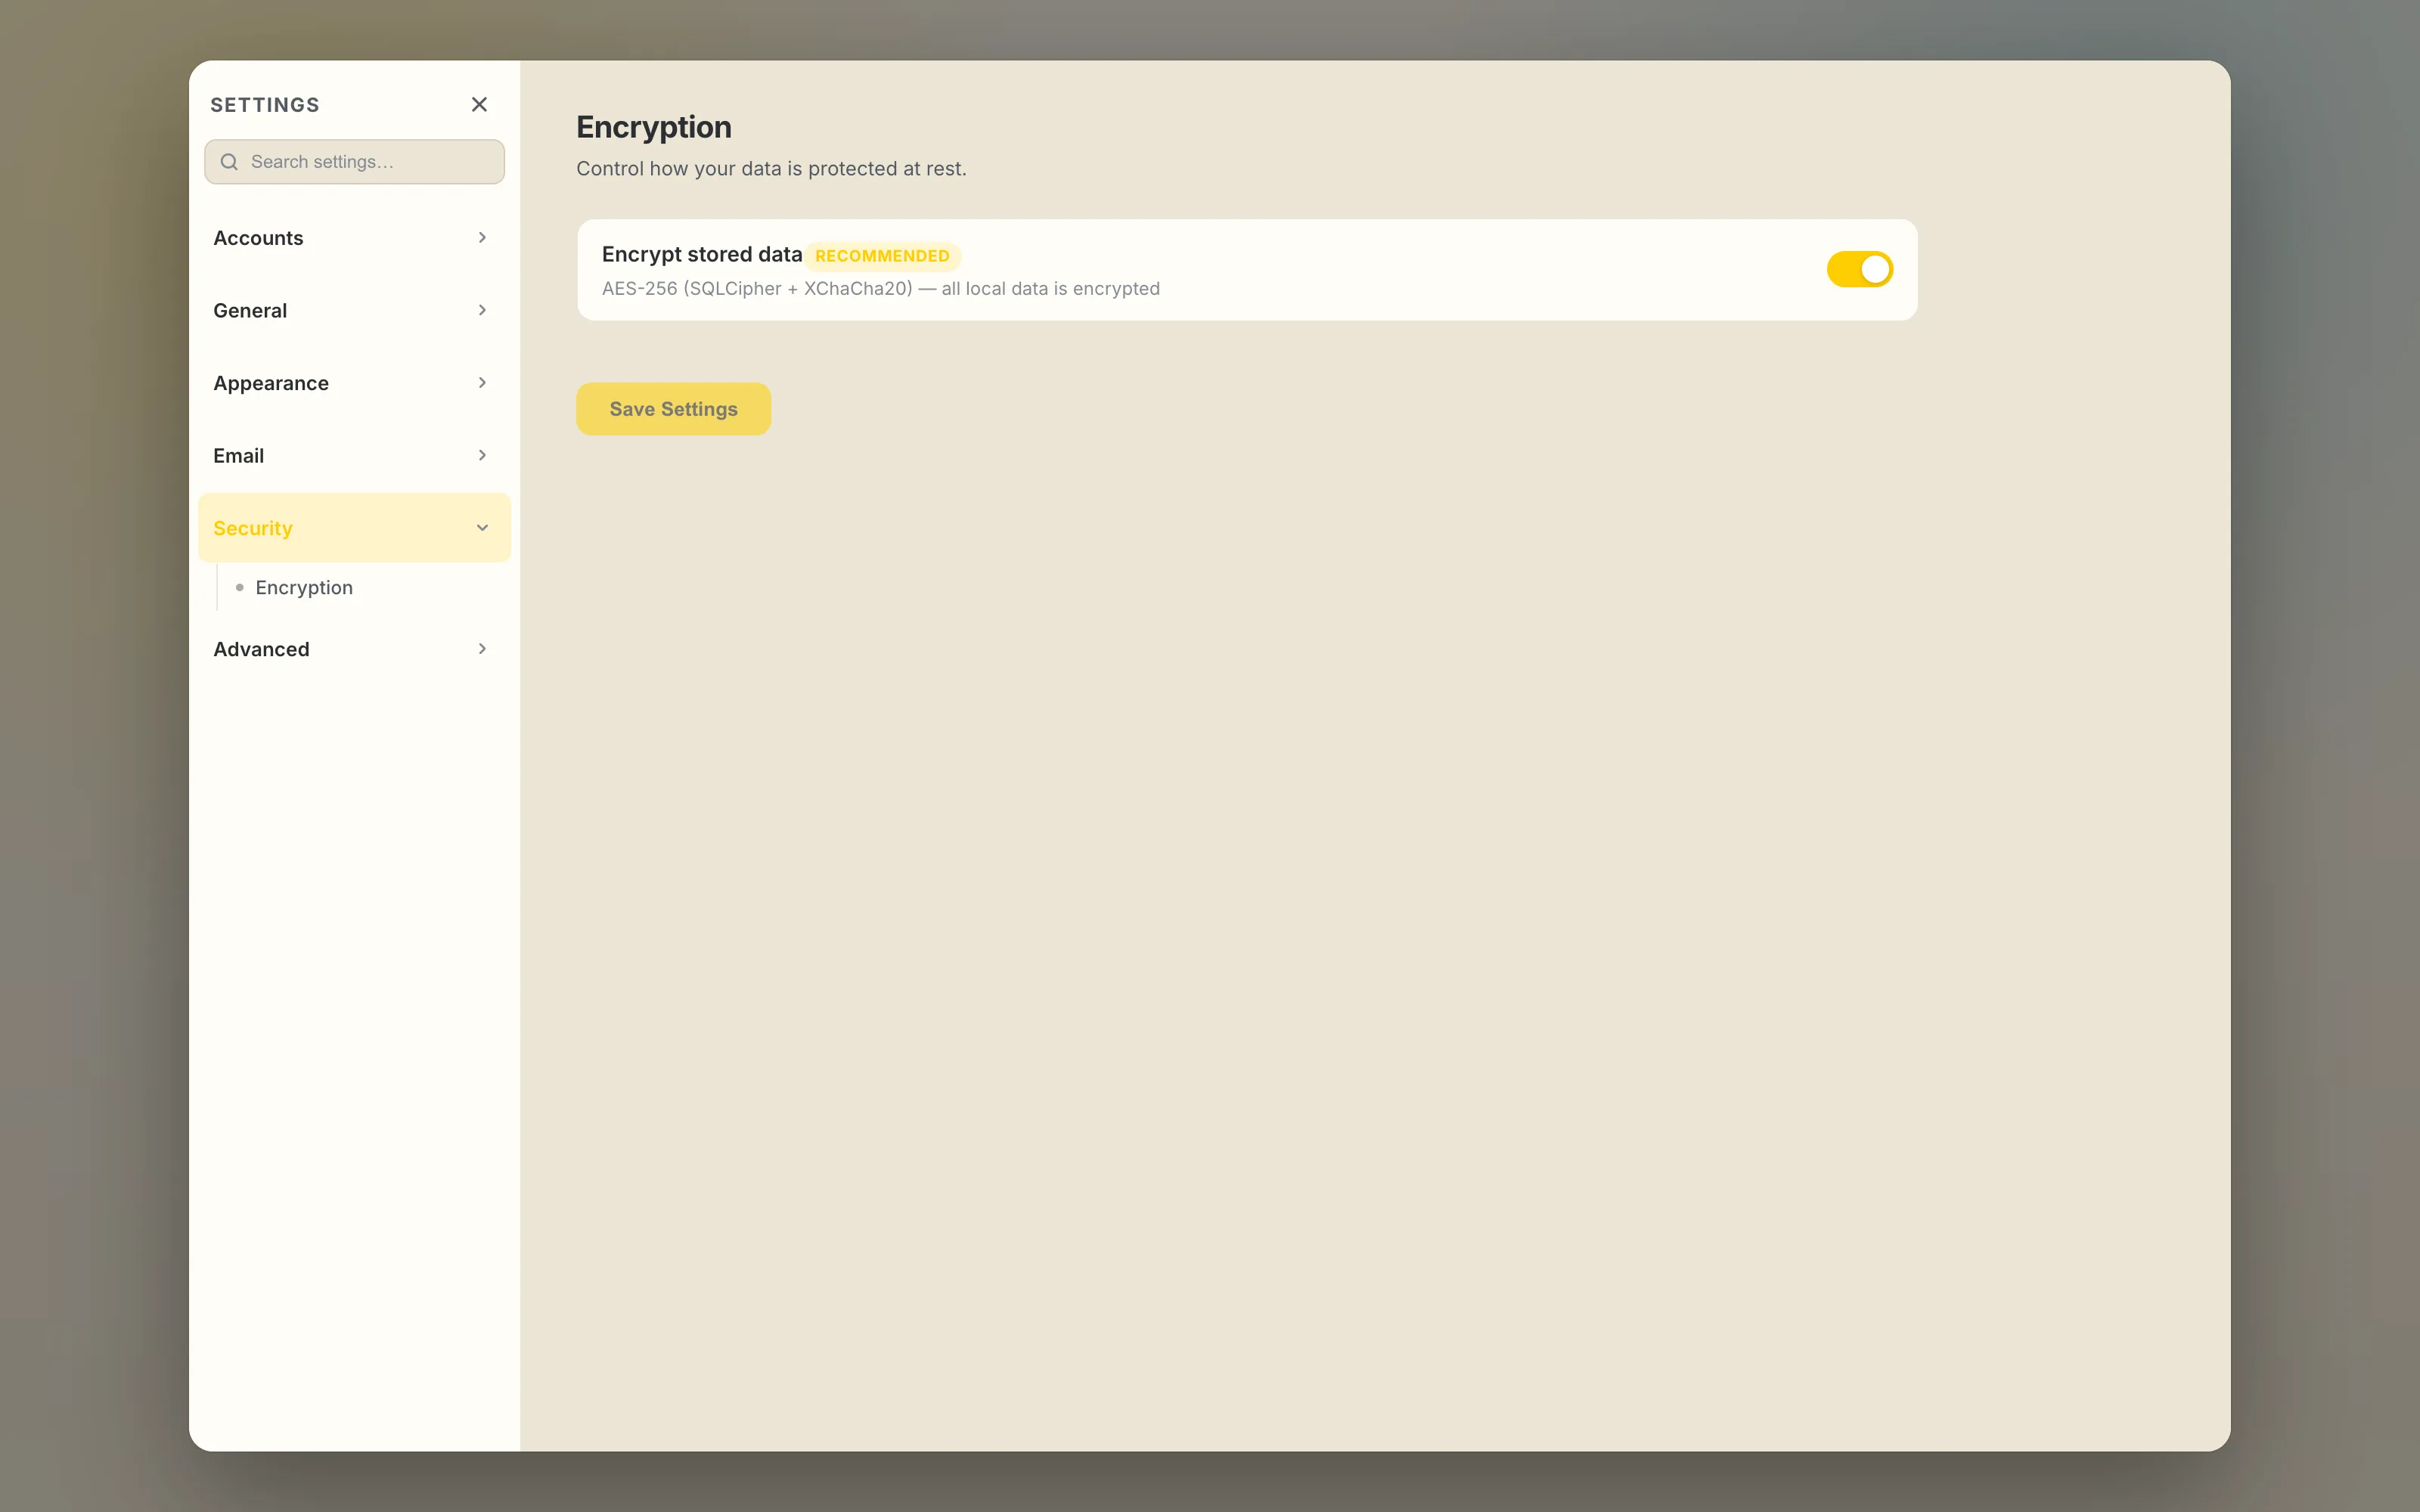 SETTINGS
Search settings...
Accounts
General
Appearance
Email
Security
Encryption
Advanced
Encryption
Control how your data is protected at rest.
Encrypt stored data RECOMMENDED
AES-256 (SQLCipher + XChaCha20) — all local data is encrypted
Save Settings